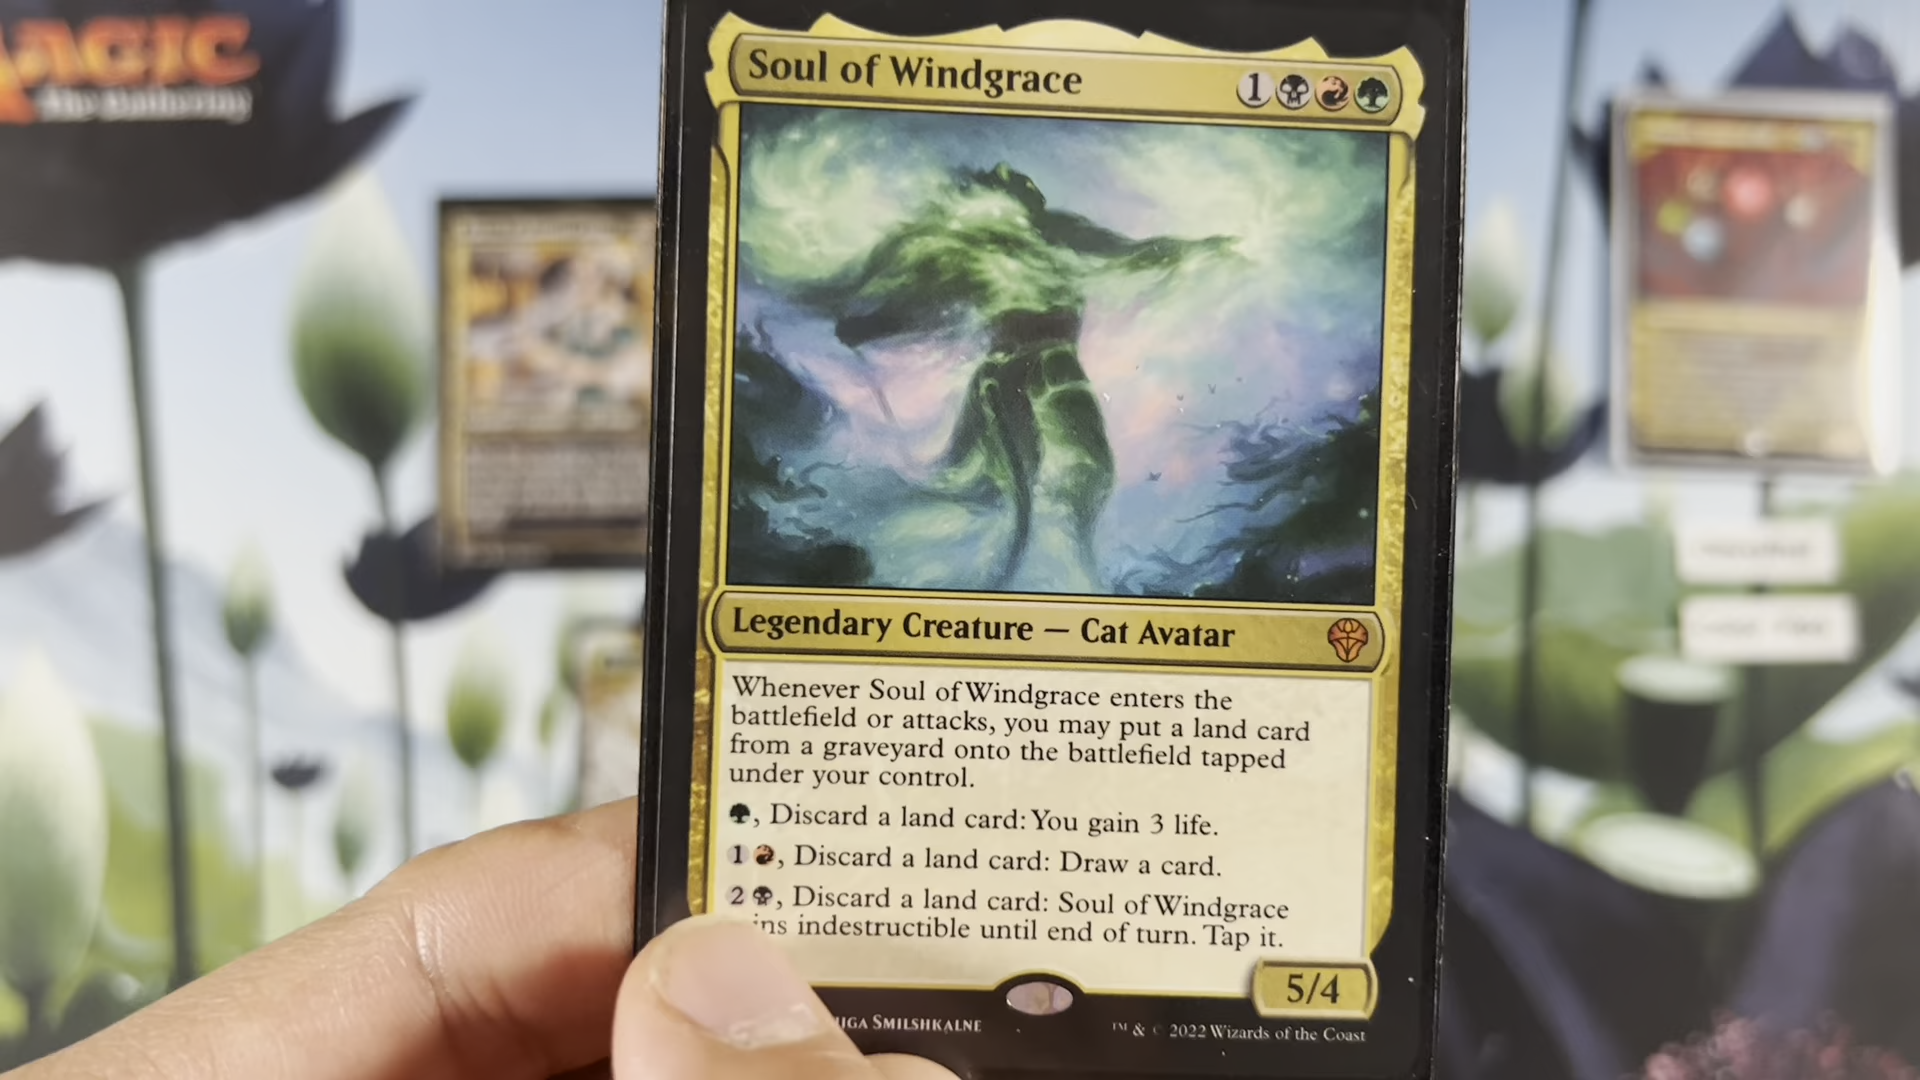 MAGIC
The Gathering
Soul of Windgrace
1
Legendary Creature — Cat Avatar
Whenever Soul of Windgrace enters the
battlefield or attacks, you may put a land card
from a graveyard onto the battlefield tapped
under your control.
, Discard a land card: You gain 3 life.
1 , Discard a land card: Draw a card.
2 , Discard a land card: Soul of Windgrace
indestructible until end of turn. Tap it.
5/4
SMILSHKALNE
™ & © 2022 Wizards of the Coast